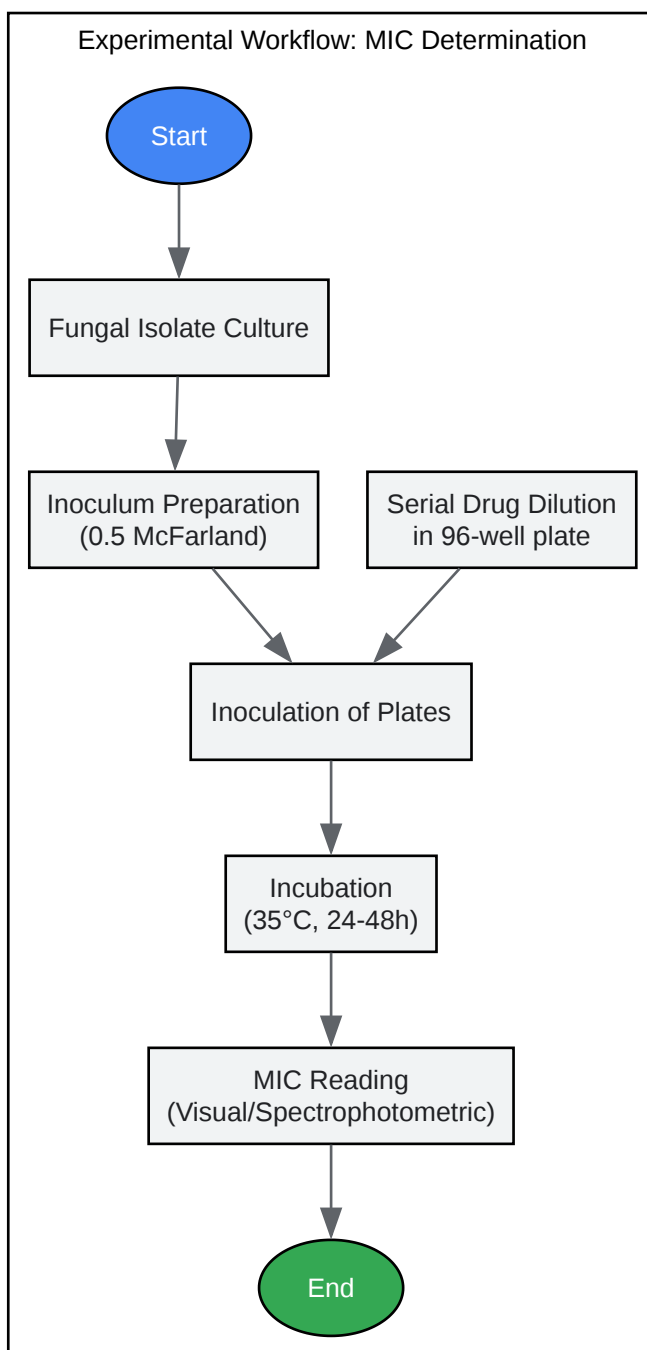 Experimental Workflow: MIC Determination
Start
Fungal Isolate Culture
Inoculum Preparation
(0.5 McFarland)
Serial Drug Dilution
in 96-well plate
Inoculation of Plates
Incubation
(35°C, 24-48h)
MIC Reading
(Visual/Spectrophotometric)
End